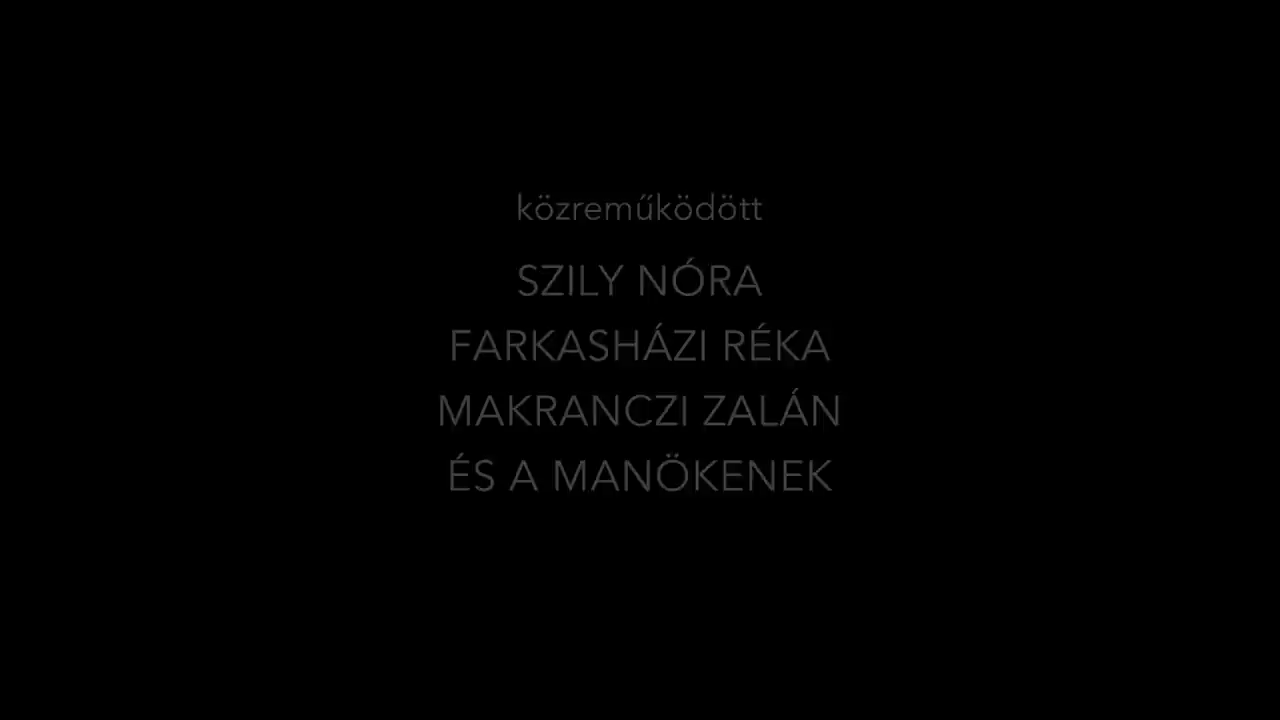 közreműködött
SZILY NÓRA
FARKASHÁZI RÉKA
MAKRANCZI ZALÁN
ÉS A MANÖKENEK